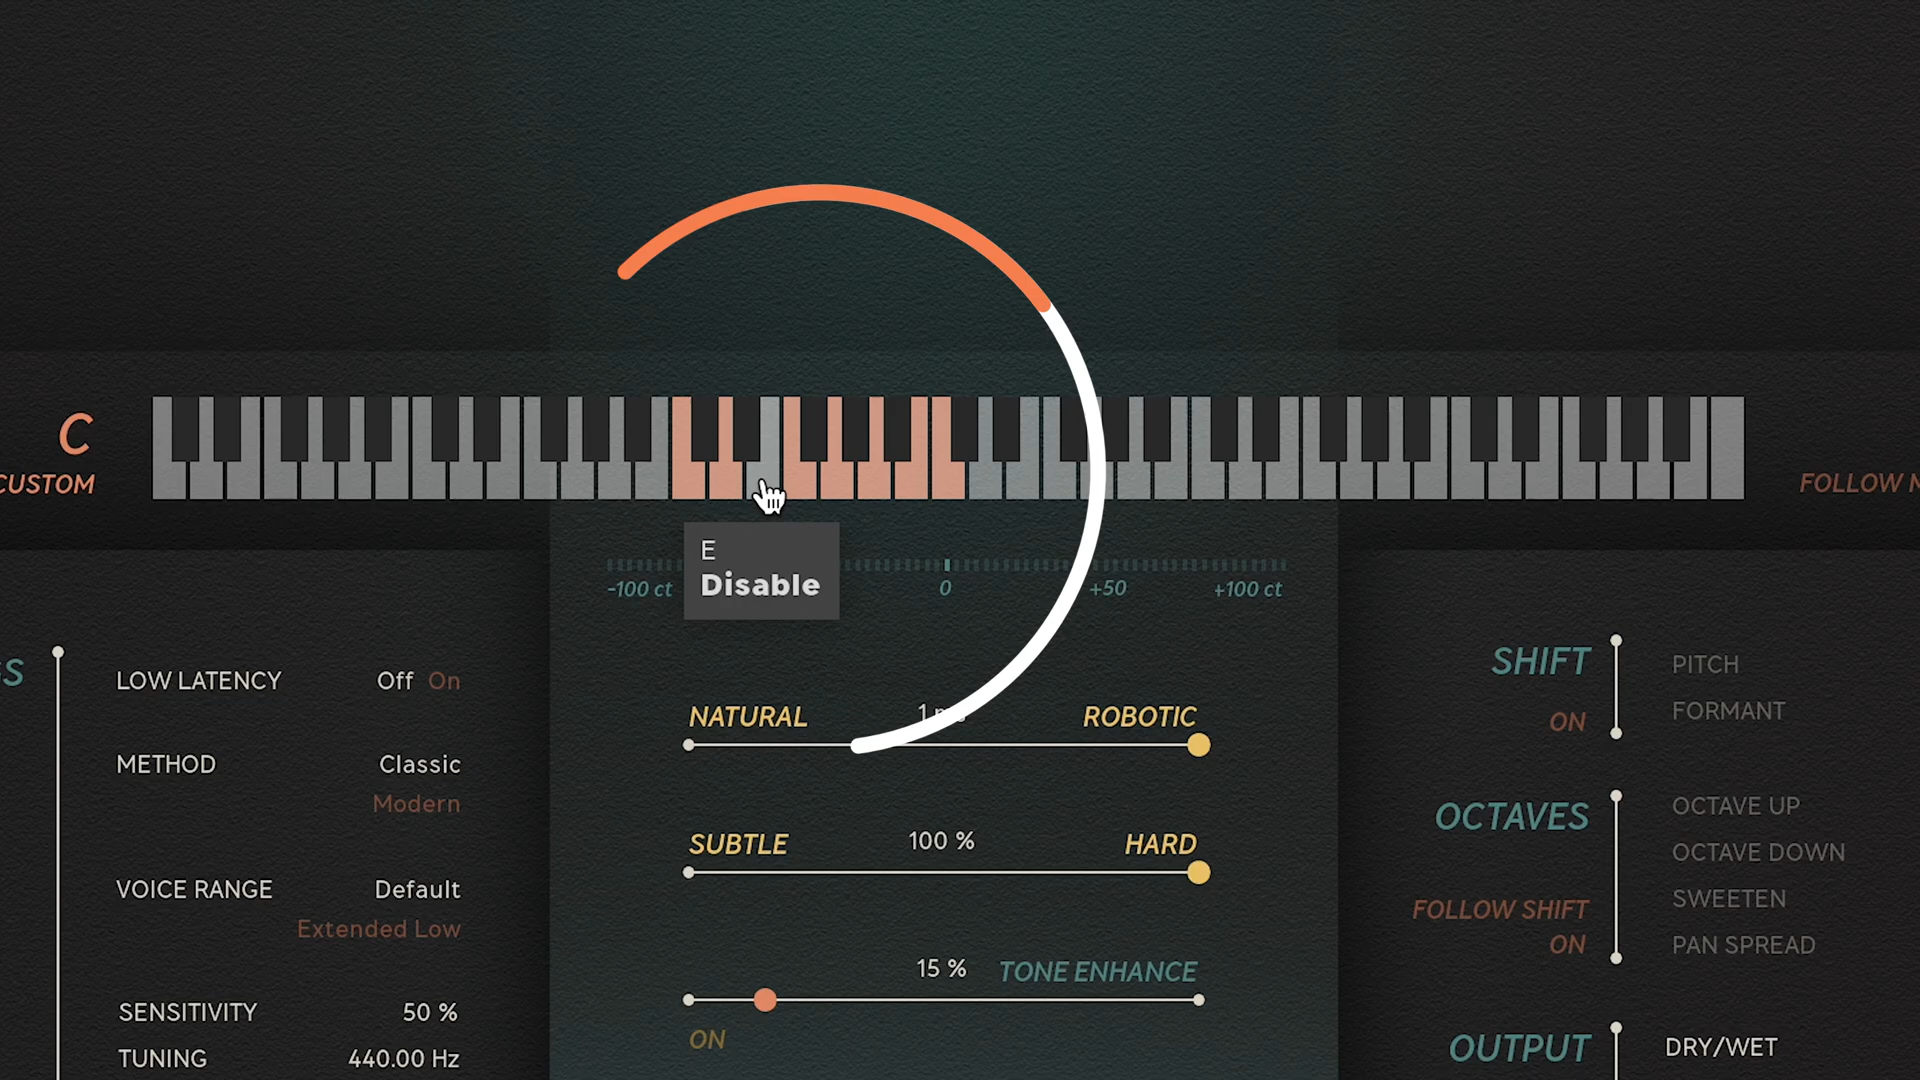 C
CUSTOM
FOLLOW M
E
Disable
-100 ct
0
+50
+100 ct
LOW LATENCY Off On
METHOD Classic
Modern
VOICE RANGE Default
Extended Low
SENSITIVITY 50 %
TUNING 440.00 Hz
NATURAL ROBOTIC
SUBTLE 100 % HARD
15 % TONE ENHANCE
ON
SHIFT PITCH
ON FORMANT
OCTAVES OCTAVE UP
OCTAVE DOWN
FOLLOW SHIFT SWEETEN
ON PAN SPREAD
OUTPUT DRY/WET